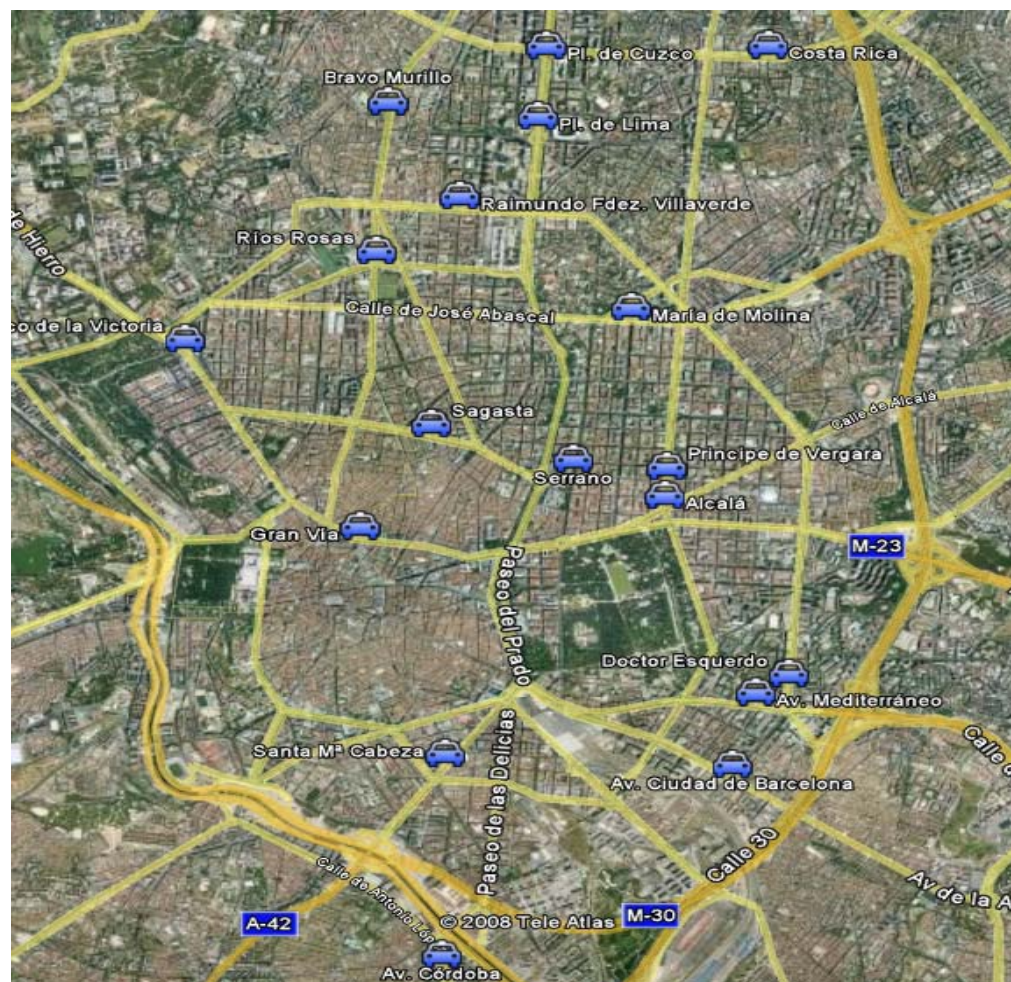 Pl. de Cuzco
Costa Rica
Bravo Murillo
Pl. de Lima
Raimundo Fdez. Villaverde
de Hierro
Ríos Rosas
Calle de José Abascal
María de Molina
co de la Victoria
Calle de Alcalá
Sagasta
Principe de Vergara
Serrano
Alcalá
Gran Vía
M-23
Paseo del Prado
Doctor Esquerdo
Av. Mediterráneo
Santa Mª Cabeza
Calle d
Av. Ciudad de Barcelona
Paseo de las Delicias
Calle 30
Calle de Antonio Lóp
Av de la A
A-42
© 2008 Tele Atlas
M-30
Av. Córdoba